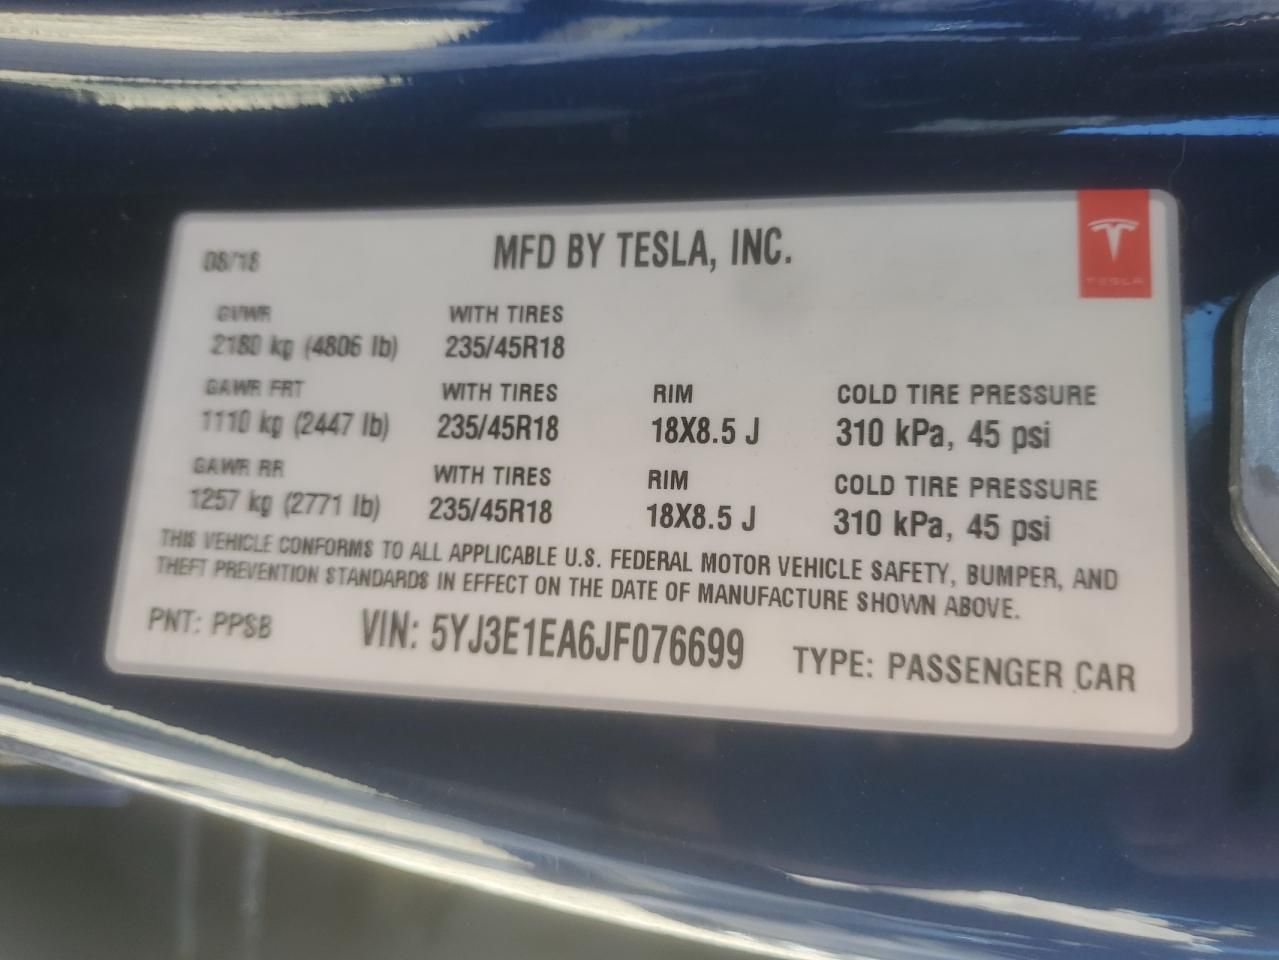 08/18 MFD BY TESLA, INC.
TESLA
GVWR WITH TIRES
2180 kg (4806 lb) 235/45R18
GAWR FRT WITH TIRES RIM COLD TIRE PRESSURE
1110 kg (2447 lb) 235/45R18 18X8.5 J 310 kPa, 45 psi
GAWR RR WITH TIRES RIM COLD TIRE PRESSURE
1257 kg (2771 lb) 235/45R18 18X8.5 J 310 kPa, 45 psi
THIS VEHICLE CONFORMS TO ALL APPLICABLE U.S. FEDERAL MOTOR VEHICLE SAFETY, BUMPER, AND
THEFT PREVENTION STANDARDS IN EFFECT ON THE DATE OF MANUFACTURE SHOWN ABOVE.
PNT: PPSB VIN: 5YJ3E1EA6JF076699 TYPE: PASSENGER CAR